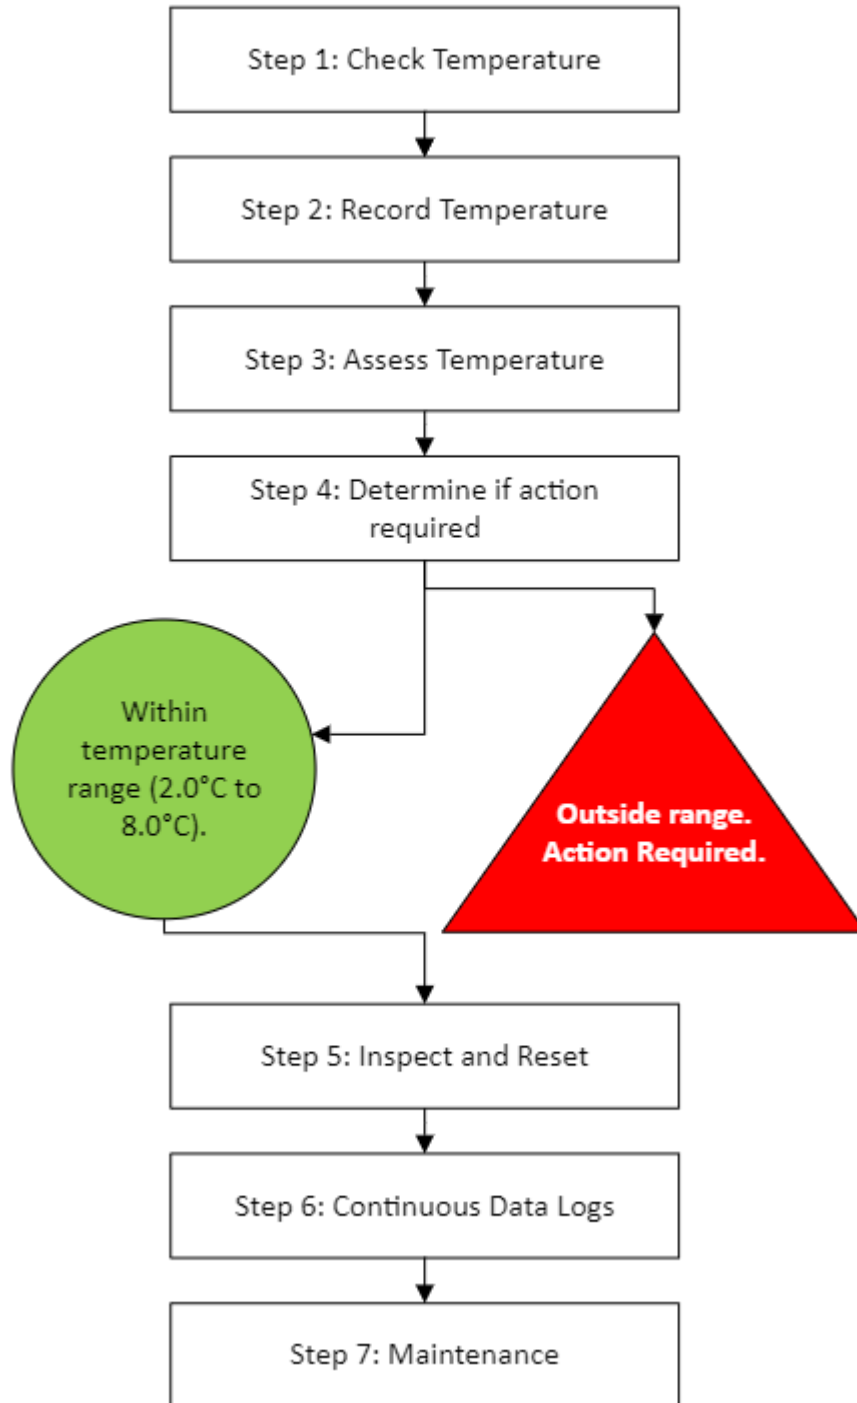 Step 1: Check Temperature
Step 2: Record Temperature
Step 3: Assess Temperature
Step 4: Determine if action
required
Within
temperature
range (2.0°C to
8.0°C).
Outside range.
Action Required.
Step 5: Inspect and Reset
Step 6: Continuous Data Logs
Step 7: Maintenance